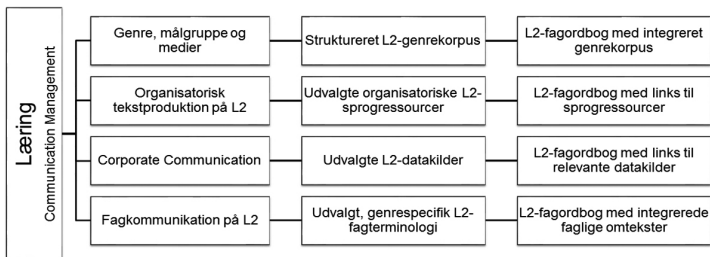 Læring
Communication Management
Genre, målgruppe og
medier
Struktureret L2-genrekorpus
L2-fagordbog med integreret
genrekorpus
Organisatorisk
tekstproduktion på L2
Udvalgte organisatoriske L2-
sprogressourcer
L2-fagordbog med links til
sprogressourcer
Corporate Communication
Udvalgte L2-datakilder
L2-fagordbog med links til
relevante datakilder
Fagkommunikation på L2
Udvalgt, genrespecifik L2-
fagterminologi
L2-fagordbog med integrerede
faglige omtekster